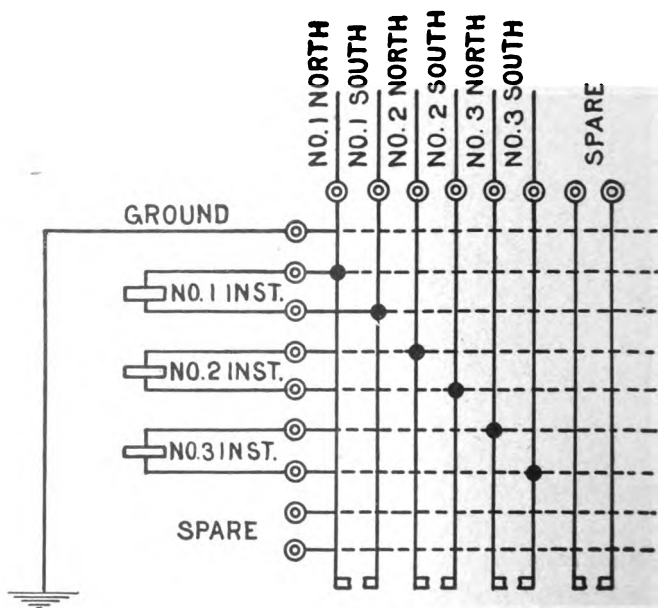 NO. 1 NORTH
NO. 1 SOUTH
NO. 2 NORTH
NO. 2 SOUTH
NO. 3 NORTH
NO. 3 SOUTH
SPARE
GROUND
NO. 1 INST.
NO. 2 INST.
NO. 3 INST.
SPARE